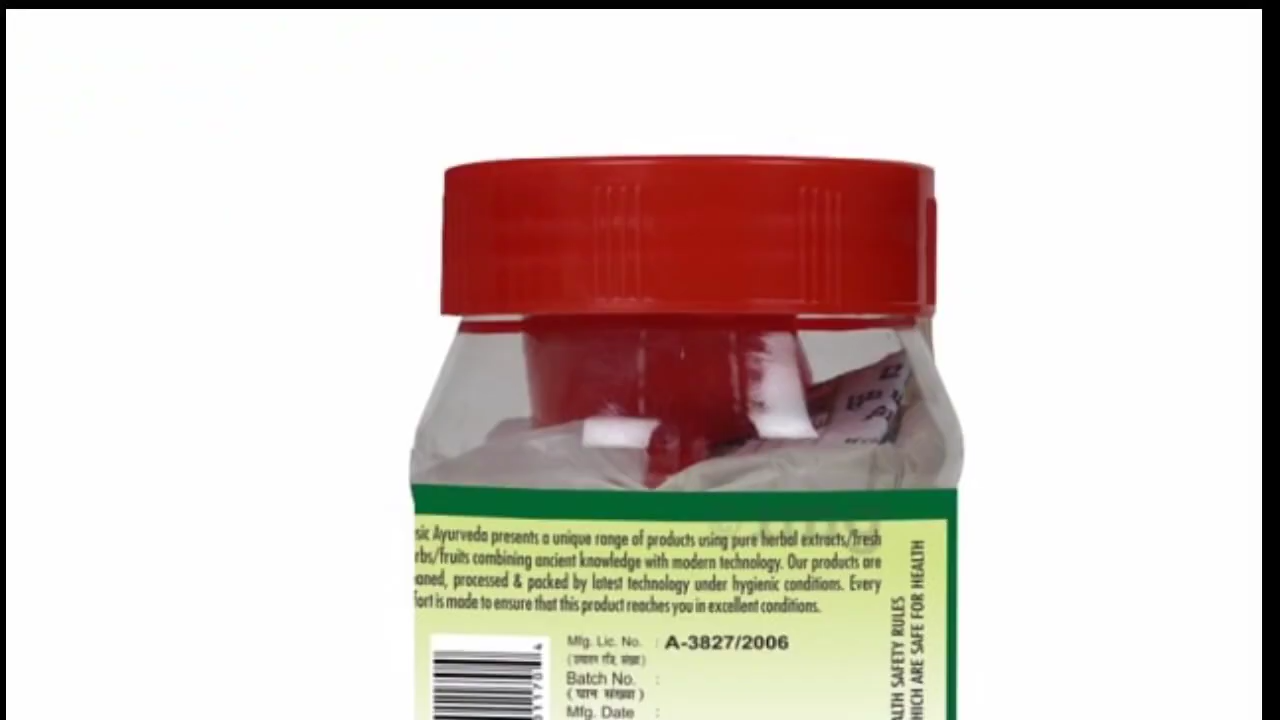 sic Ayurveda presents a unique range of products using pure herbal extracts/fresh
rbs/fruits combining ancient knowledge with modern technology. Our products are
aned, processed & packed by latest technology under hygienic conditions. Every
fort is made to ensure that this product reaches you in excellent conditions.
Mfg. Lic. No. : A-3827/2006
(उत्पादन रजि. संख्या)
Batch No. :
(घान संख्या)
Mfg. Date :
ALTH SAFETY RULES
HICH ARE SAFE FOR HEALTH